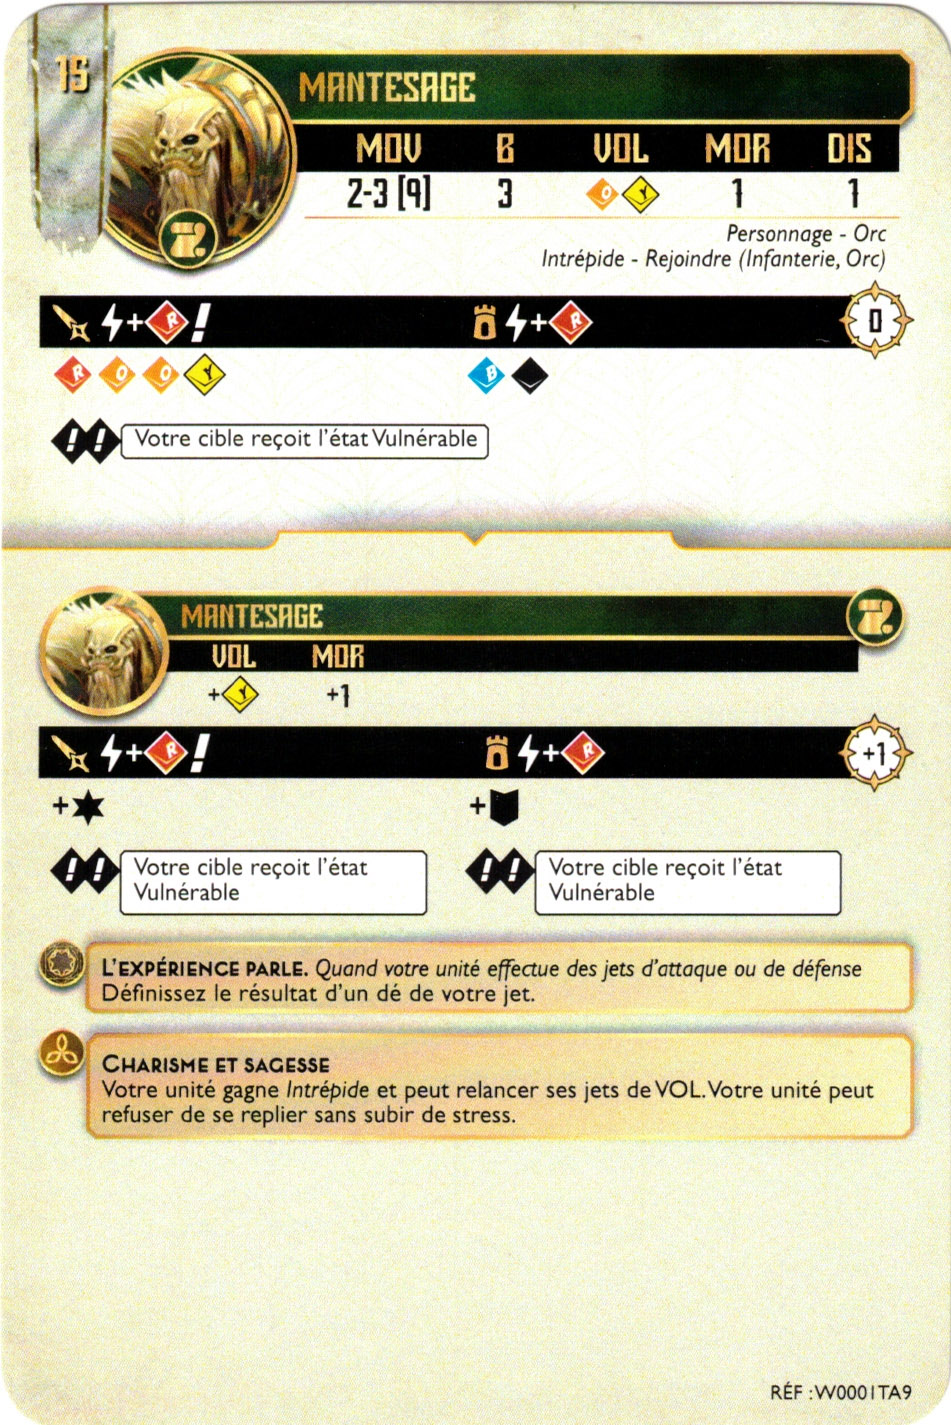 15
MANTESAGE
MOV B VOL MOR DIS
2-3 [9] 3 O Y 1 1
Personnage - Orc
Intrépide - Rejoindre (Infanterie, Orc)
+ R ! + R 0
R O O Y B
! ! Votre cible reçoit l'état Vulnérable
MANTESAGE
VOL MOR
+ Y +1
+ R ! + R +1
+ +
! ! Votre cible reçoit l'état
Vulnérable
! ! Votre cible reçoit l'état
Vulnérable
L'EXPÉRIENCE PARLE. Quand votre unité effectue des jets d'attaque ou de défense
Définissez le résultat d'un dé de votre jet.
CHARISME ET SAGESSE
Votre unité gagne Intrépide et peut relancer ses jets de VOL. Votre unité peut
refuser de se replier sans subir de stress.
RÉF : W0001TA9